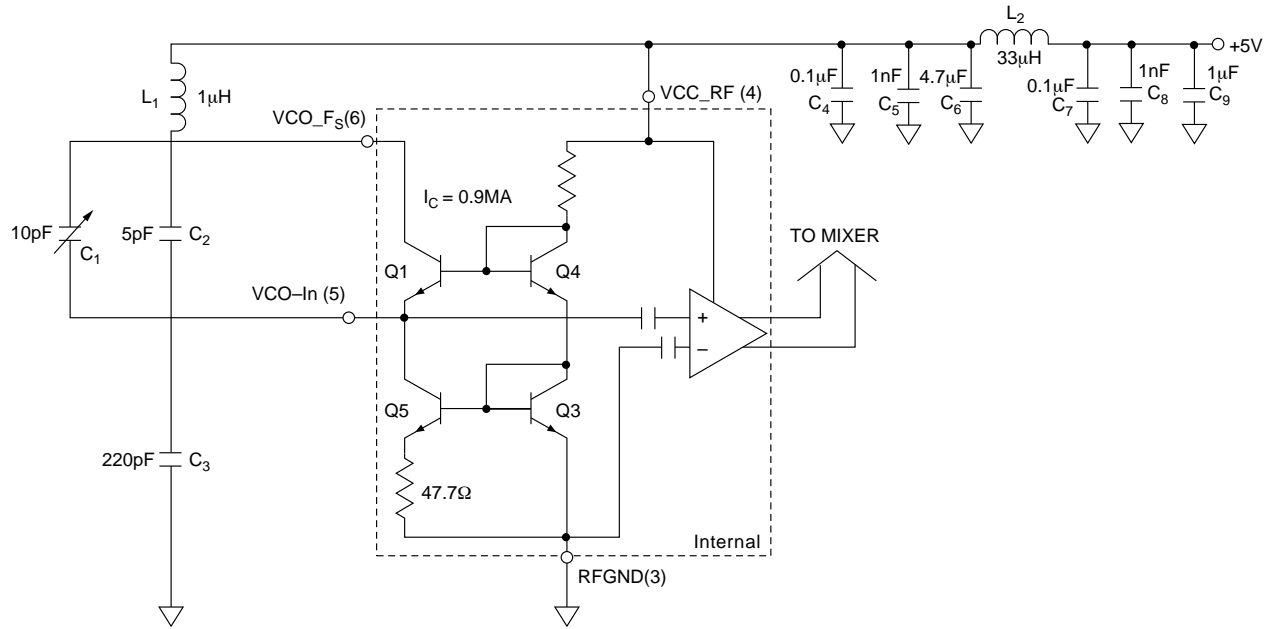 L2
+5V
33μH
0.1μF
C4
1nF
C5
4.7μF
C6
0.1μF
C7
1nF
C8
1μF
C9
L1
1μH
VCC_RF (4)
VCO_FS(6)
IC = 0.9MA
10pF
C1
5pF
C2
TO MIXER
Q1
Q4
VCO–In (5)
+
–
Q5
Q3
220pF
C3
47.7Ω
Internal
RFGND(3)